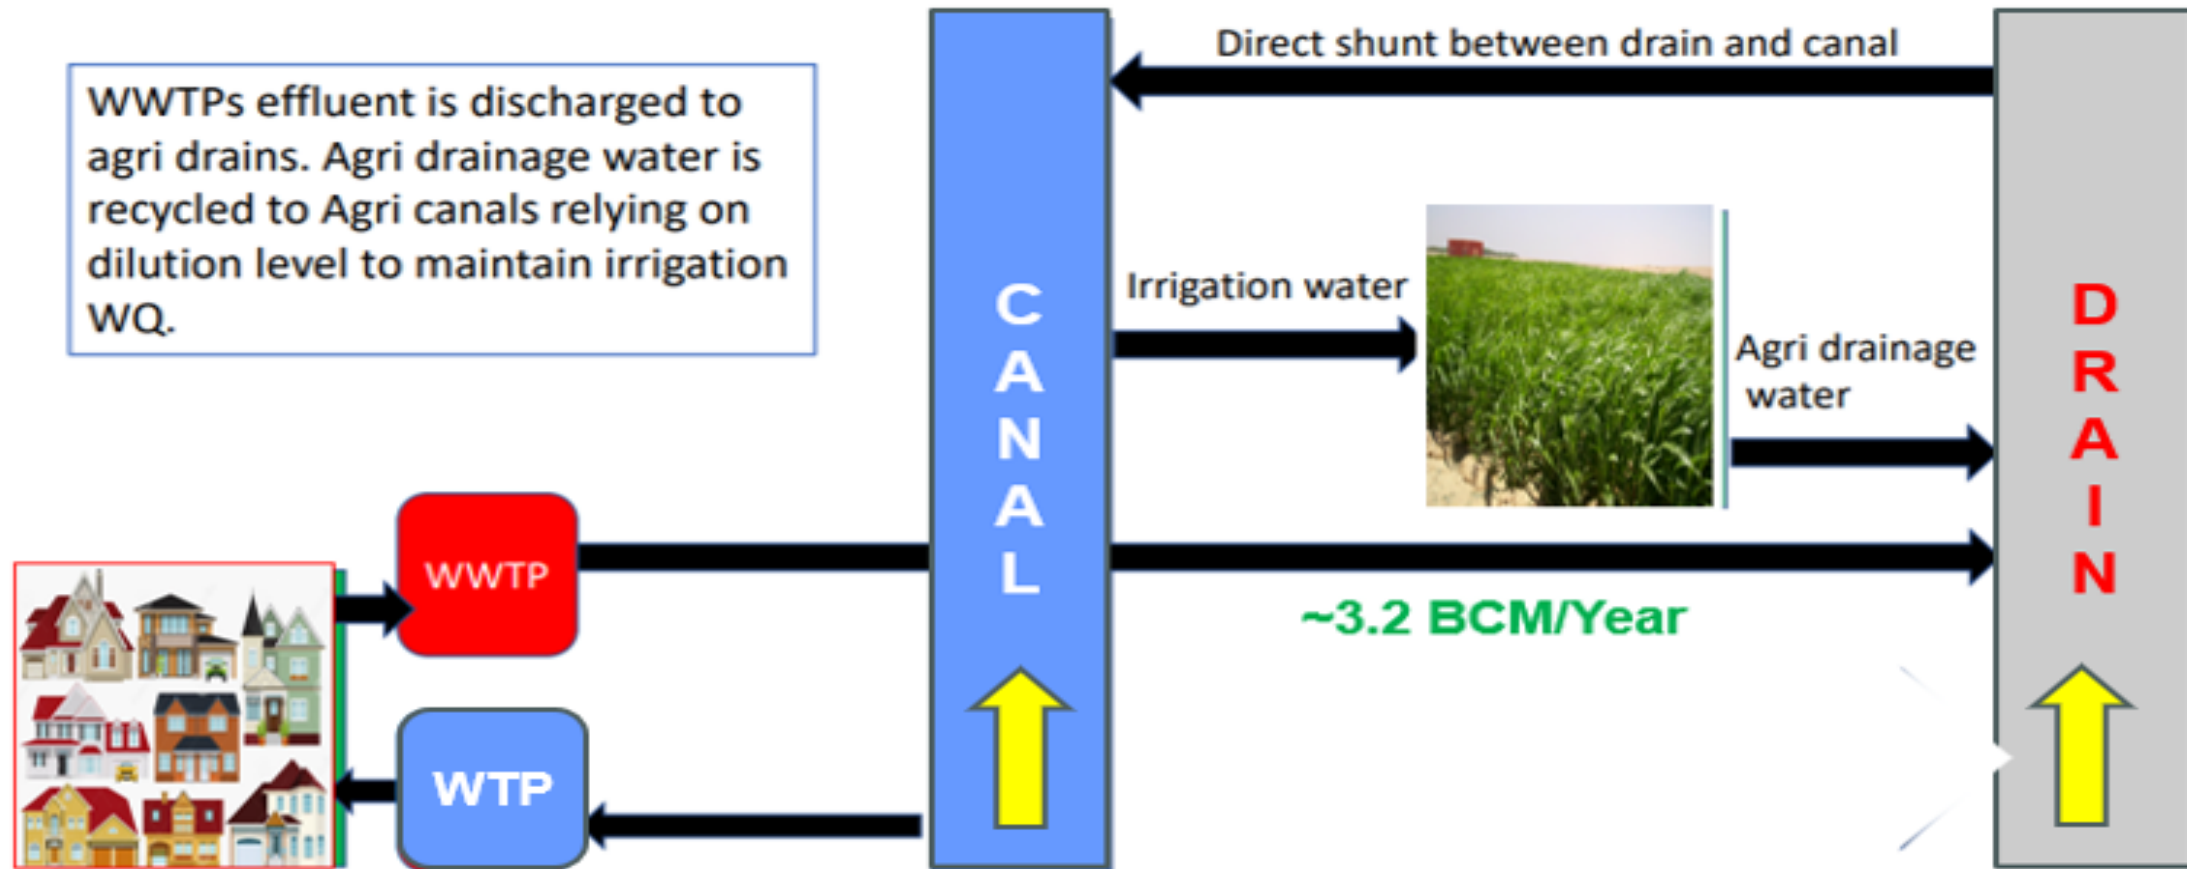 WWTPs effluent is discharged to
agri drains. Agri drainage water is
recycled to Agri canals relying on
dilution level to maintain irrigation
WQ.
Direct shunt between drain and canal
CANAL
Irrigation water
Agri drainage
water
DRAIN
WWTP
~3.2 BCM/Year
WTP